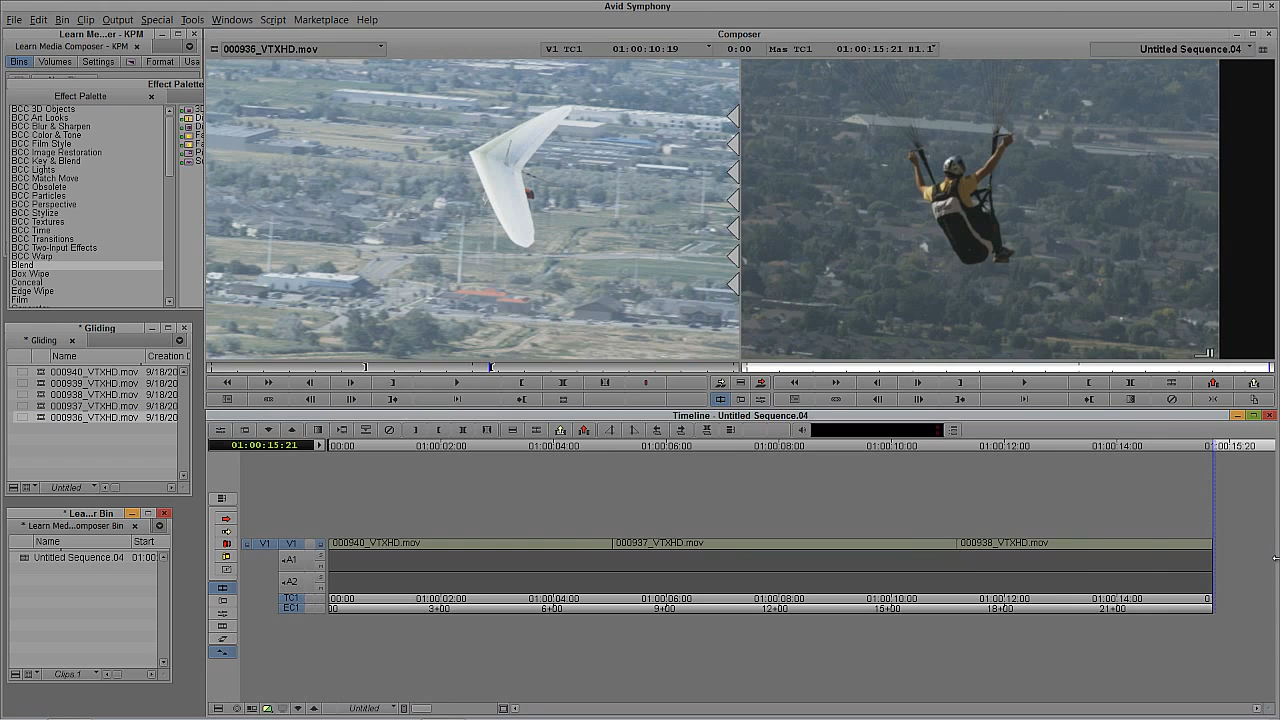 Avid Symphony
File Edit Bin Clip Output Special Tools Windows Script Marketplace Help
Learn Me...er - KPM
Learn Media Composer - KPM
Bins Volumes Settings Format Usa
Effect Palette
Effect Palette
BCC 3D Objects
BCC Art Looks
BCC Blur & Sharpen
BCC Color & Tone
BCC Film Style
BCC Image Restoration
BCC Key & Blend
BCC Lights
BCC Match Move
BCC Obsolete
BCC Particles
BCC Perspective
BCC Stylize
BCC Textures
BCC Time
BCC Transitions
BCC Two-Input Effects
BCC Warp
Blend
Box Wipe
Conceal
Edge Wipe
Film
Composer
000936_VTXHD.mov V1 TC1 01:00:10:19 0:00 Mas TC1 01:00:15:21 B1.1 Untitled Sequence.04
* Gliding
* Gliding
Name Creation D
000940_VTXHD.mov 9/18/20
000939_VTXHD.mov 9/18/20
000938_VTXHD.mov 9/18/20
000937_VTXHD.mov 9/18/20
000936_VTXHD.mov 9/18/20
Untitled
* Lea...r Bin
* Learn Med...omposer Bin
Name Start
Untitled Sequence.04 01:00
Clips 1
Timeline - Untitled Sequence.04
01:00:15:21 00:00 01:00:02:00 01:00:04:00 01:00:06:00 01:00:08:00 01:00:10:00 01:00:12:00 01:00:14:00 01:00:15:20
V1 V1 000940_VTXHD.mov 000937_VTXHD.mov 000938_VTXHD.mov
A1
A2
TC1 00:00 01:00:02:00 01:00:04:00 01:00:06:00 01:00:08:00 01:00:10:00 01:00:12:00 01:00:14:00 0
EC1 00 3+00 6+00 9+00 12+00 15+00 18+00 21+00
Untitled